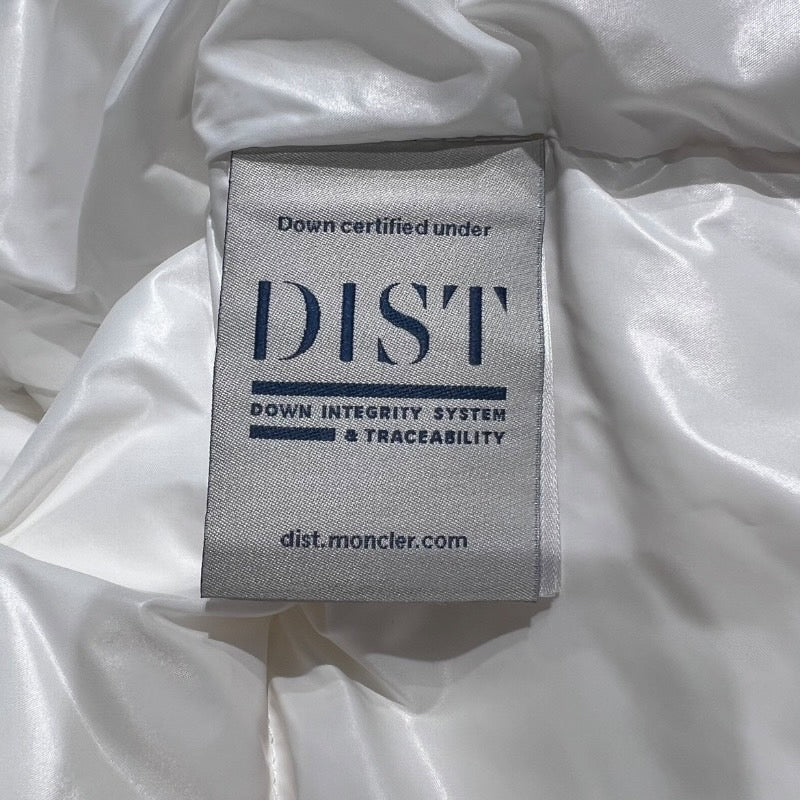 Down certified under
DIST
DOWN INTEGRITY SYSTEM
& TRACEABILITY
dist.moncler.com